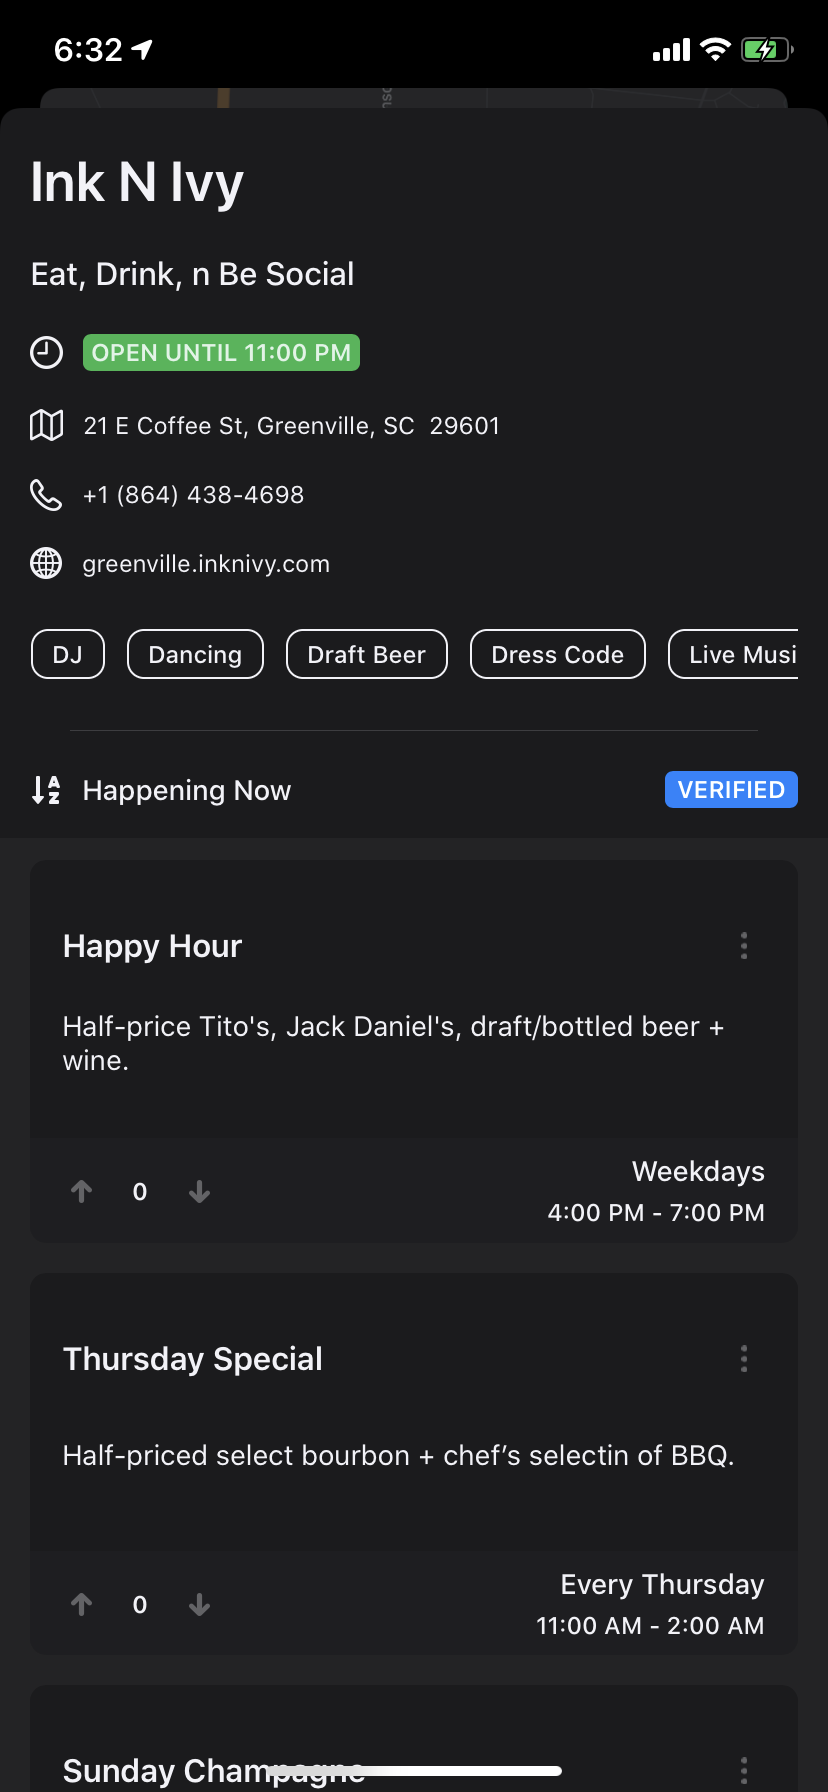 6:32
Ink N Ivy
Eat, Drink, n Be Social
OPEN UNTIL 11:00 PM
21 E Coffee St, Greenville, SC  29601
+1 (864) 438-4698
greenville.inknivy.com
DJ Dancing Draft Beer Dress Code Live Musi
Happening Now VERIFIED
Happy Hour
Half-price Tito's, Jack Daniel's, draft/bottled beer +
wine.
Weekdays
0
4:00 PM - 7:00 PM
Thursday Special
Half-priced select bourbon + chef’s selectin of BBQ.
Every Thursday
0
11:00 AM - 2:00 AM
Sunday Champagne